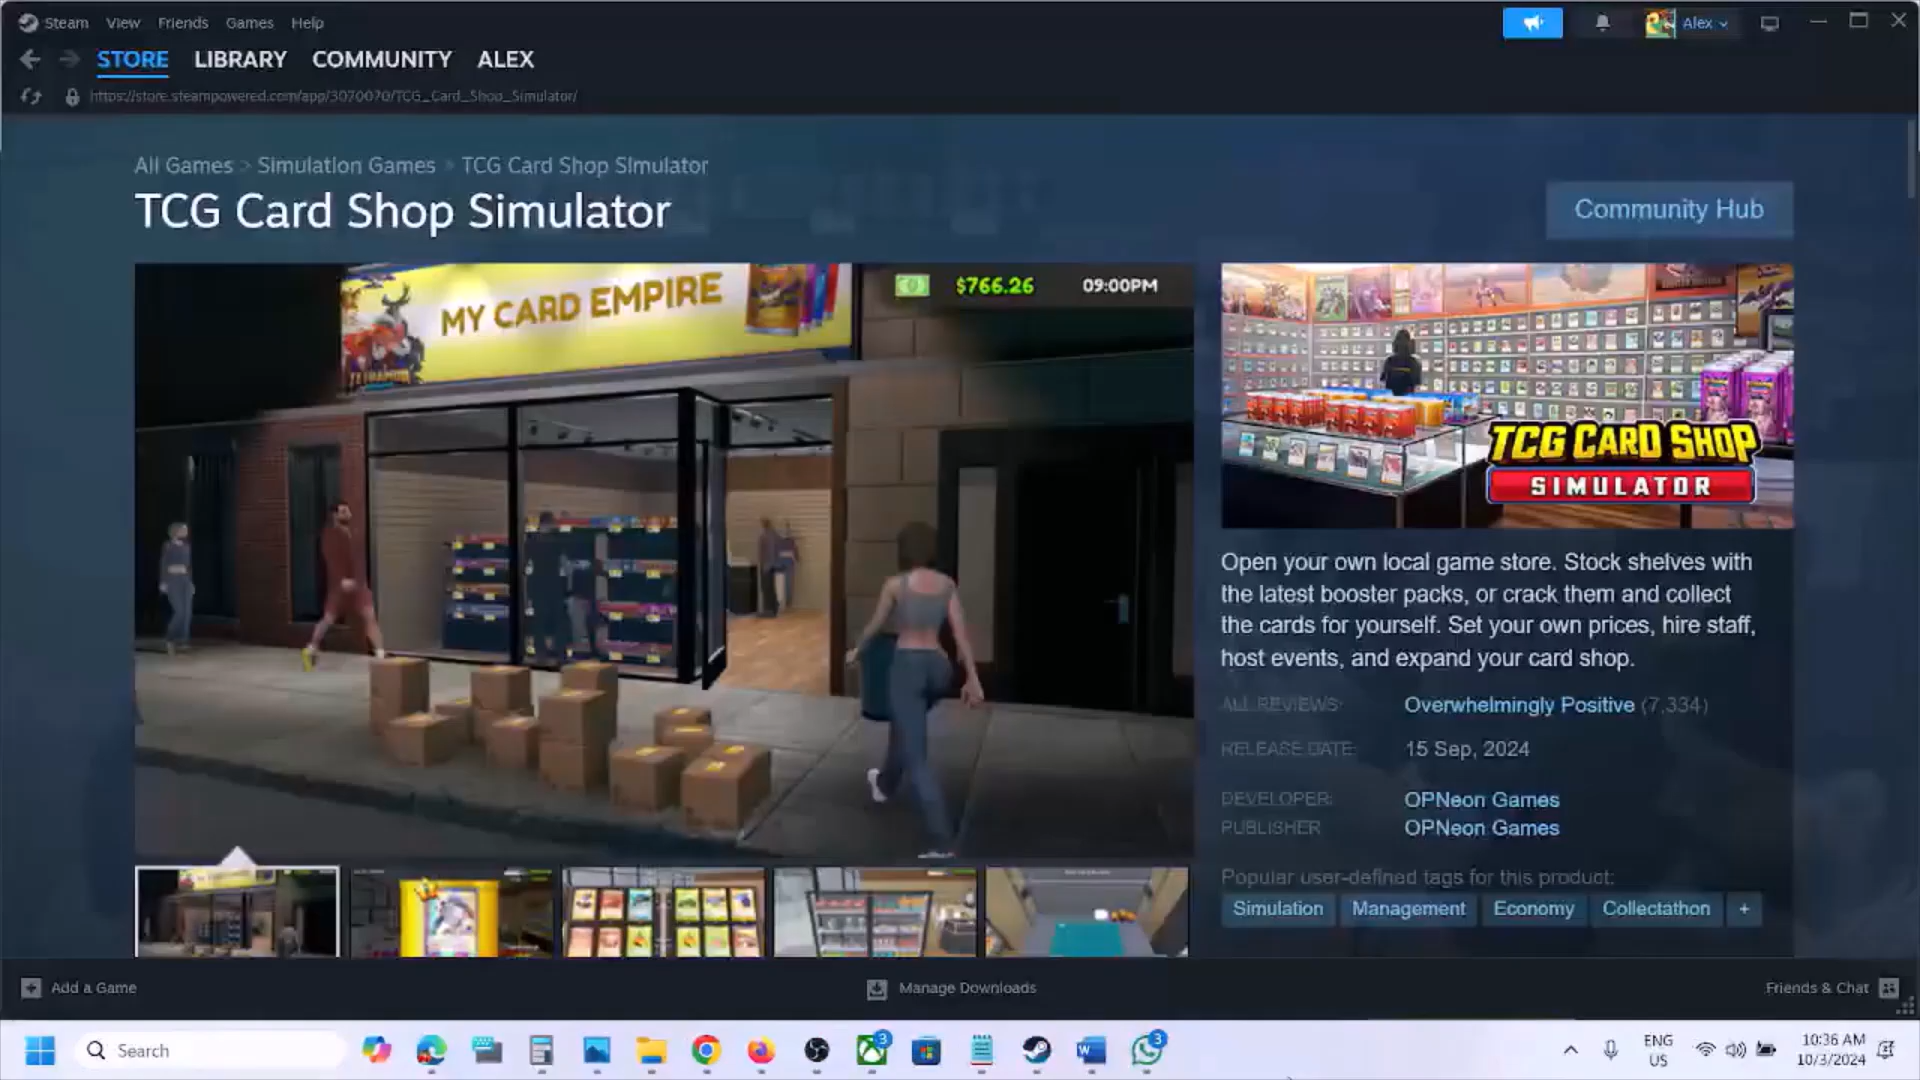 Steam View Friends Games Help
Alex
STORE LIBRARY COMMUNITY ALEX
https://store.steampowered.com/app/3070070/TCG_Card_Shop_Simulator/
All Games > Simulation Games > TCG Card Shop Simulator
TCG Card Shop Simulator
Community Hub
MY CARD EMPIRE
$766.26
09:00PM
TETRAMON
TCG CARD SHOP
SIMULATOR
Open your own local game store. Stock shelves with
the latest booster packs, or crack them and collect
the cards for yourself. Set your own prices, hire staff,
host events, and expand your card shop.
ALL REVIEWS: Overwhelmingly Positive (7,334)
RELEASE DATE: 15 Sep, 2024
DEVELOPER: OPNeon Games
PUBLISHER OPNeon Games
Popular user-defined tags for this product:
Simulation Management Economy Collectathon +
Add a Game
Manage Downloads
Friends & Chat
Search
3
3
ENG
US
10:36 AM
10/3/2024